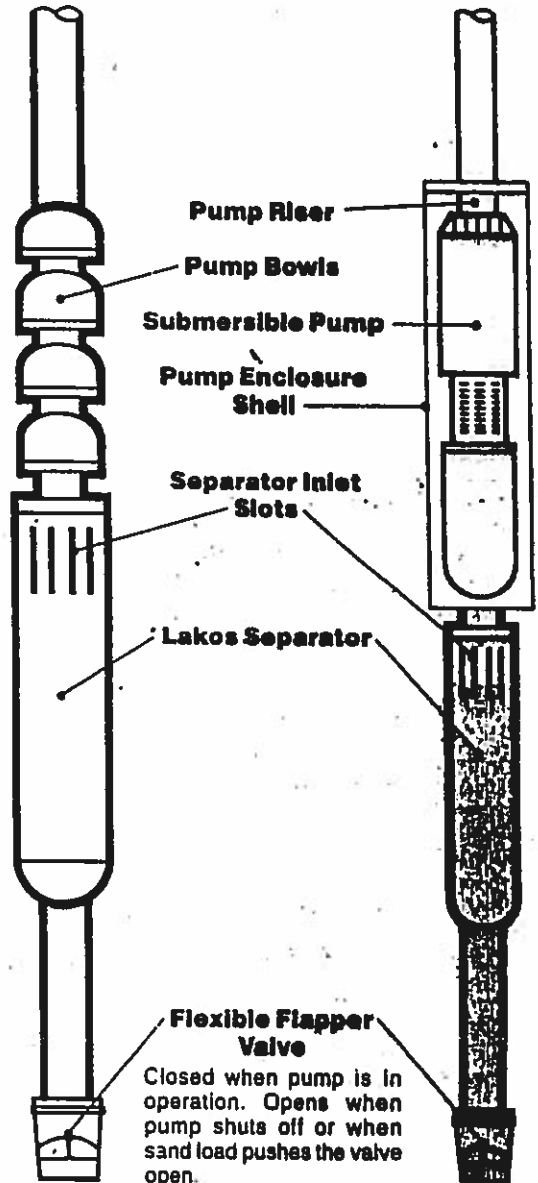 Pump Riser
Pump Bowls
Submersible Pump
Pump Enclosure
Shell
Separator Inlet
Slots
Lakos Separator
Flexible Flapper
Valve
Closed when pump is in
operation. Opens when
pump shuts off or when
sand load pushes the valve
open.